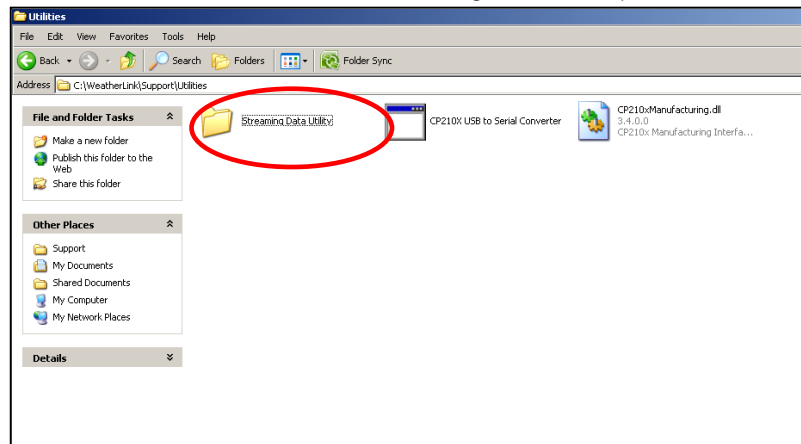 Utilities
File Edit View Favorites Tools Help
Back Search Folders Folder Sync
Address C:\WeatherLink\Support\Utilities
File and Folder Tasks
Make a new folder
Publish this folder to the
Web
Share this folder
Other Places
Support
My Documents
Shared Documents
My Computer
My Network Places
Details
Streaming Data Utility
CP210X USB to Serial Converter
CP210xManufacturing.dll
3.4.0.0
CP210x Manufacturing Interfa...